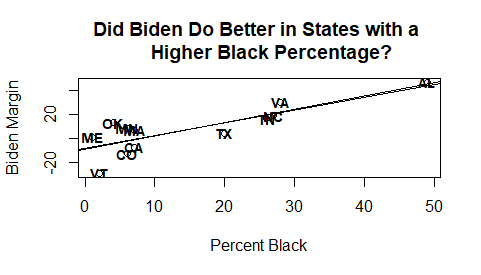 Did Biden Do Better in States with a
Higher Black Percentage?
Biden Margin
20
-20
AL
VA
NC
TN
TX
OK
MN
MA
ME
CA
CO
VT
0 10 20 30 40 50
Percent Black